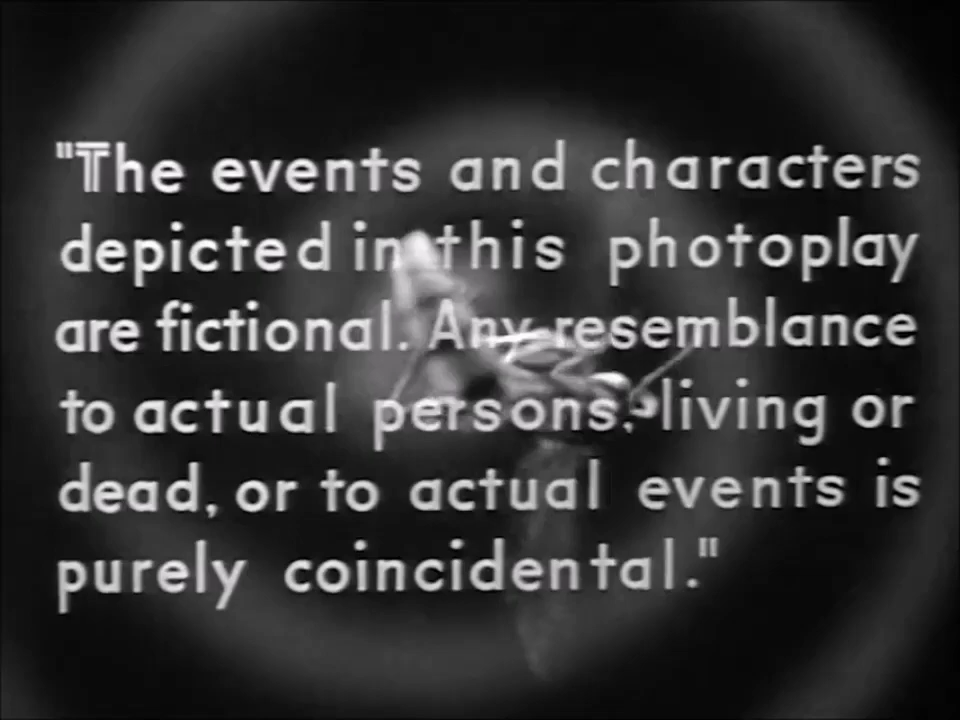 "The events and characters
depicted in this photoplay
are fictional. Any resemblance
to actual persons, living or
dead, or to actual events is
purely coincidental."